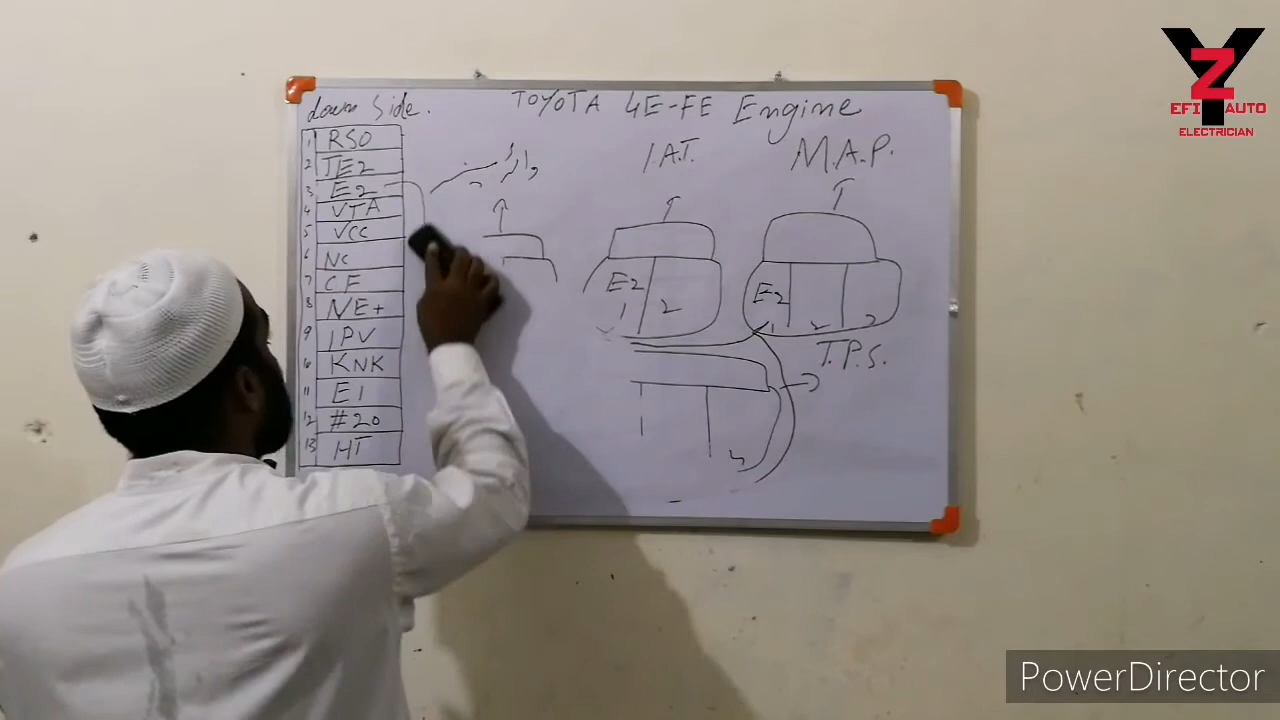 down side.
TOYOTA 4E-FE Engine
1 RSO
2 TE2
3 E2
4 VTA
5 VCC
6 NC
7 CF
8 NE+
9 IPV
10 KNK
11 E1
12 #20
13 HT
I.A.T.
M.A.P.
E2
1
2
E2
1
2
3
T.P.S.
YZ
EFI AUTO
ELECTRICIAN
PowerDirector